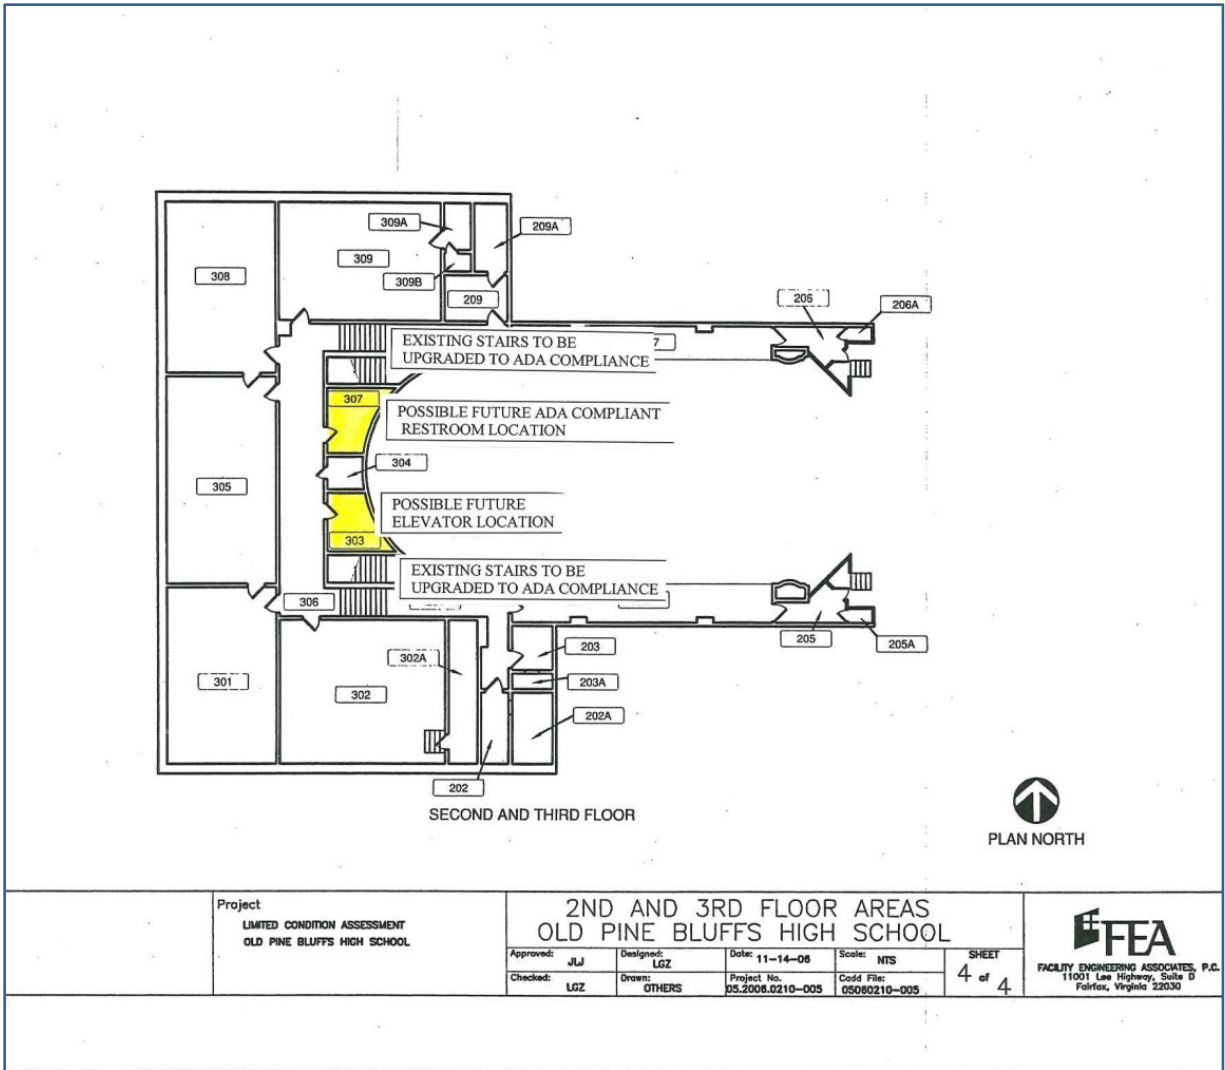 309A
209A
309
308
309B
209
206
206A
EXISTING STAIRS TO BE
UPGRADED TO ADA COMPLIANCE
7
307
POSSIBLE FUTURE ADA COMPLIANT
RESTROOM LOCATION
304
305
POSSIBLE FUTURE
ELEVATOR LOCATION
303
EXISTING STAIRS TO BE
UPGRADED TO ADA COMPLIANCE
306
205
205A
203
302A
203A
301
302
202A
202
SECOND AND THIRD FLOOR
PLAN NORTH
Project
LIMITED CONDITION ASSESSMENT
OLD PINE BLUFFS HIGH SCHOOL
2ND AND 3RD FLOOR AREAS
OLD PINE BLUFFS HIGH SCHOOL
Approved: JLJ
Designed: LGZ
Date: 11-14-06
Scale: NTS
SHEET
4 of 4
Checked: LGZ
Drawn: OTHERS
Project No. 05.2006.0210-005
Cadd File: 05060210-005
FEA
FACILITY ENGINEERING ASSOCIATES, P.C.
11001 Lee Highway, Suite D
Fairfax, Virginia 22030